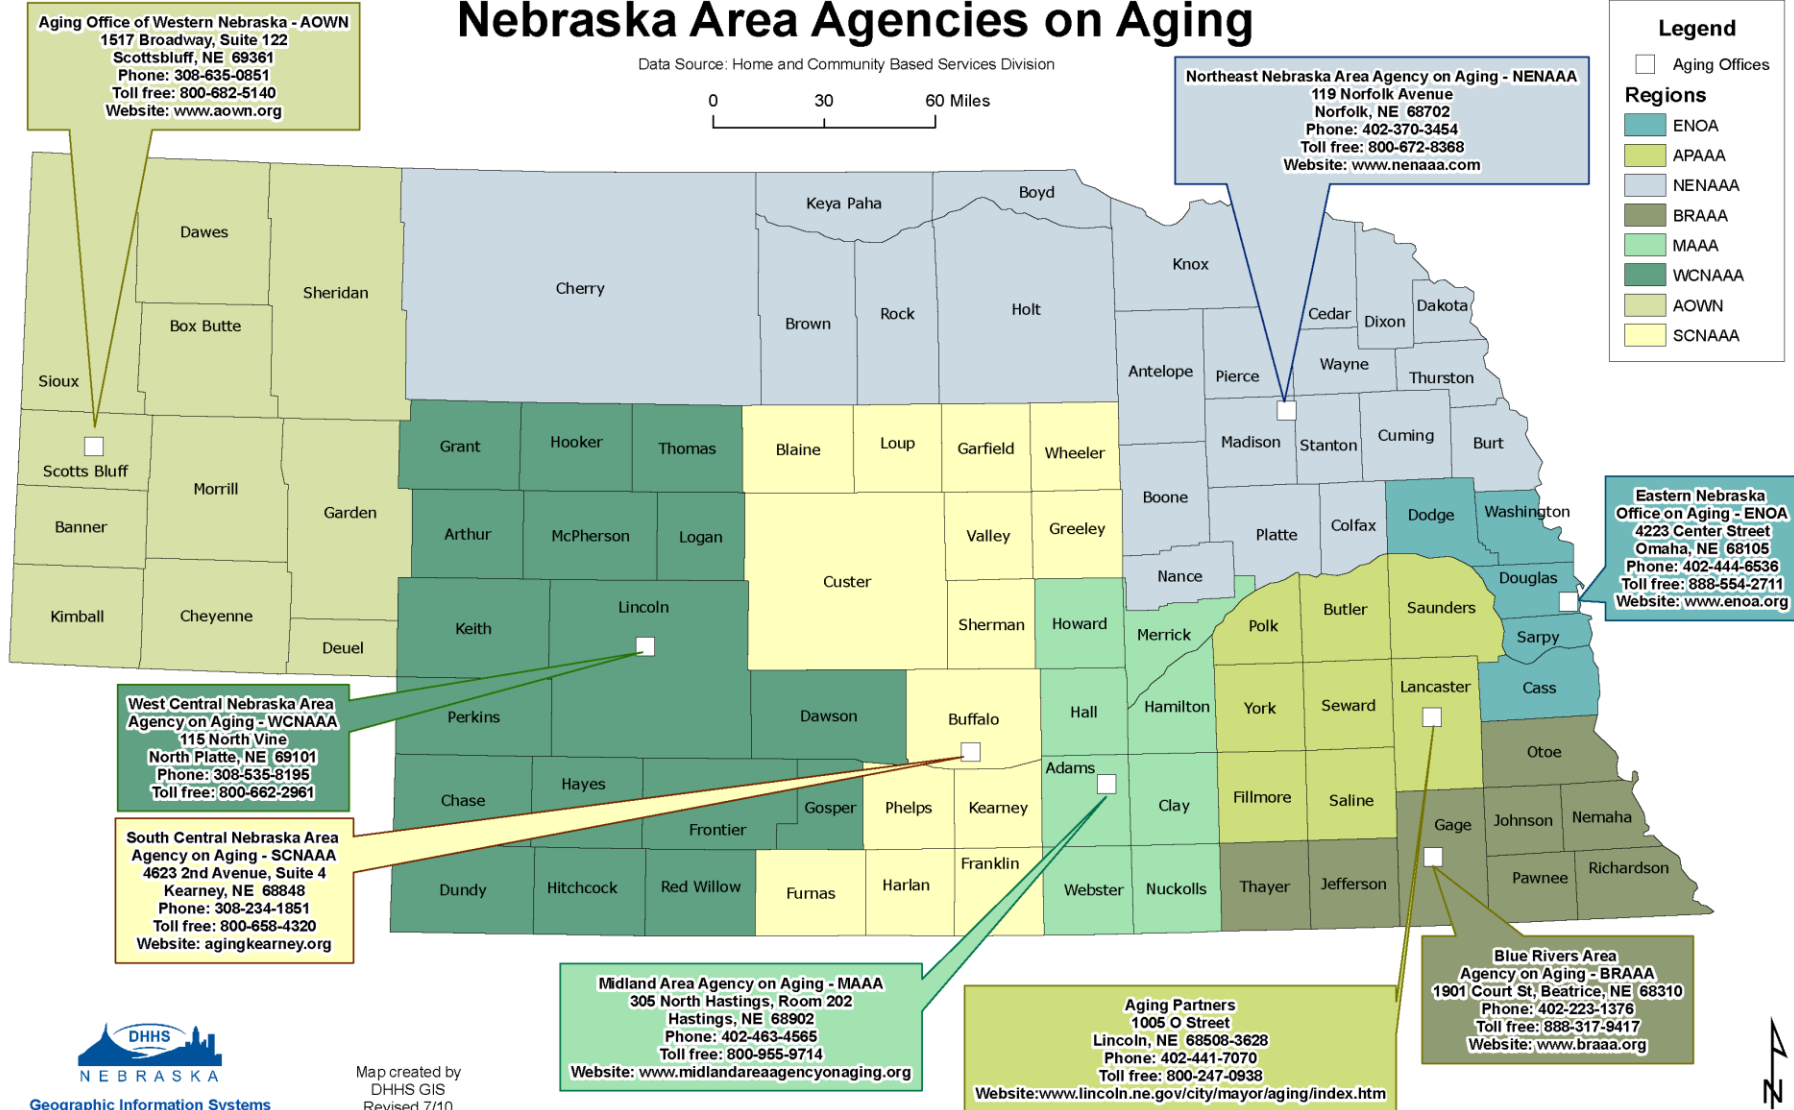 Nebraska Area Agencies on Aging
Data Source: Home and Community Based Services Division
0 30 60 Miles
Aging Office of Western Nebraska - AOWN
1517 Broadway, Suite 122
Scottsbluff, NE 69361
Phone: 308-635-0851
Toll free: 800-682-5140
Website: www.aown.org
Northeast Nebraska Area Agency on Aging - NENAAA
119 Norfolk Avenue
Norfolk, NE 68702
Phone: 402-370-3454
Toll free: 800-672-8368
Website: www.nenaaa.com
Legend
Aging Offices
Regions
ENOA
APAAA
NENAAA
BRAAA
MAAA
WCNAAA
AOWN
SCNAAA
Sioux
Dawes
Box Butte
Sheridan
Scotts Bluff
Banner
Kimball
Morrill
Cheyenne
Garden
Deuel
Cherry
Keya Paha
Boyd
Brown
Rock
Holt
Knox
Cedar
Dixon
Dakota
Antelope
Pierce
Wayne
Thurston
Madison
Stanton
Cuming
Burt
Boone
Platte
Colfax
Nance
Dodge
Washington
Douglas
Sarpy
Cass
Grant
Hooker
Thomas
Arthur
McPherson
Logan
Keith
Lincoln
Perkins
Dawson
Chase
Hayes
Frontier
Gosper
Dundy
Hitchcock
Red Willow
Blaine
Loup
Garfield
Wheeler
Custer
Valley
Greeley
Sherman
Buffalo
Phelps
Kearney
Furnas
Harlan
Franklin
Howard
Merrick
Hall
Hamilton
Adams
Clay
Webster
Nuckolls
Polk
Butler
Saunders
York
Seward
Lancaster
Fillmore
Saline
Thayer
Jefferson
Gage
Otoe
Johnson
Nemaha
Pawnee
Richardson
Eastern Nebraska
Office on Aging - ENOA
4223 Center Street
Omaha, NE 68105
Phone: 402-444-6536
Toll free: 888-554-2711
Website: www.enoa.org
West Central Nebraska Area
Agency on Aging - WCNAAA
115 North Vine
North Platte, NE 69101
Phone: 308-535-8195
Toll free: 800-662-2961
South Central Nebraska Area
Agency on Aging - SCNAAA
4623 2nd Avenue, Suite 4
Kearney, NE 68848
Phone: 308-234-1851
Toll free: 800-658-4320
Website: agingkearney.org
Midland Area Agency on Aging - MAAA
305 North Hastings, Room 202
Hastings, NE 68902
Phone: 402-463-4565
Toll free: 800-955-9714
Website: www.midlandareaagencyonaging.org
Aging Partners
1005 O Street
Lincoln, NE 68508-3628
Phone: 402-441-7070
Toll free: 800-247-0938
Website:www.lincoln.ne.gov/city/mayor/aging/index.htm
Blue Rivers Area
Agency on Aging - BRAAA
1901 Court St, Beatrice, NE 68310
Phone: 402-223-1376
Toll free: 888-317-9417
Website: www.braaa.org
DHHS
NEBRASKA
Geographic Information Systems
Map created by
DHHS GIS
Revised 7/10
N